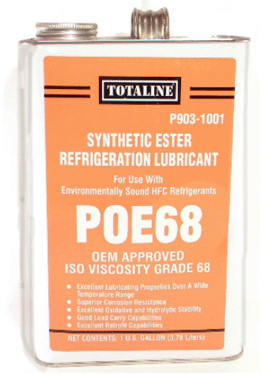 TOTALINE
P903-1001
SYNTHETIC ESTER
REFRIGERATION LUBRICANT
For Use With
Environmentally Sound HFC Refrigerants
POE68
OEM APPROVED
ISO VISCOSITY GRADE 68
• Excellent Lubricating Properties Over A Wide
Temperature Range
• Superior Corrosion Resistance
• Excellent Oxidative and Hydrolytic Stability
• Good Load Carry Capabilities
• Excellent Retrofit Capabilities
NET CONTENTS: 1 U.S. GALLON (3.78 Liters)